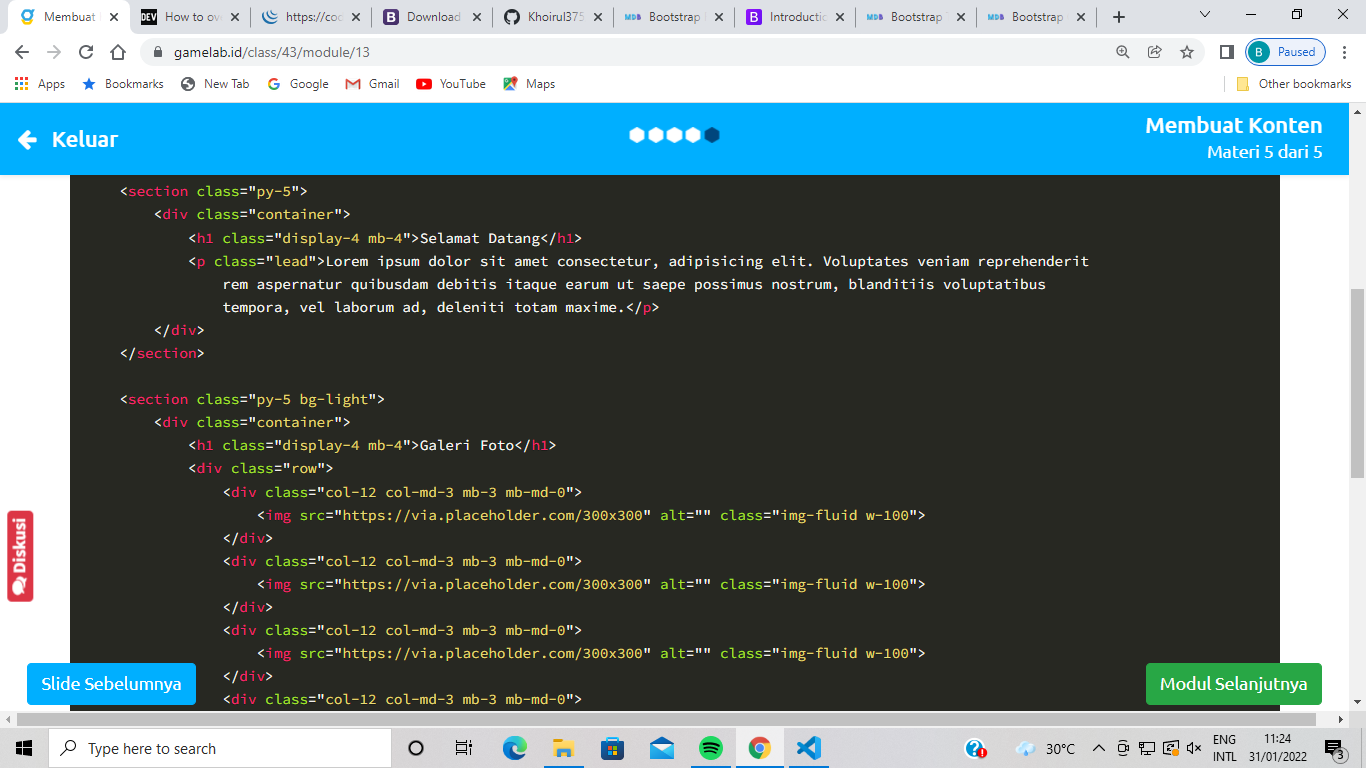 Membuat
How to ov
https://coc
Download
Khoirul375
Bootstrap
Introductic
Bootstrap
Bootstrap
gamelab.id/class/43/module/13
B Paused
Apps
Bookmarks
New Tab
Google
Gmail
YouTube
Maps
Other bookmarks
Keluar
Membuat Konten
Materi 5 dari 5
<section class="py-5">
<div class="container">
<h1 class="display-4 mb-4">Selamat Datang</h1>
<p class="lead">Lorem ipsum dolor sit amet consectetur, adipisicing elit. Voluptates veniam reprehenderit
rem aspernatur quibusdam debitis itaque earum ut saepe possimus nostrum, blanditiis voluptatibus
tempora, vel laborum ad, deleniti totam maxime.</p>
</div>
</section>
<section class="py-5 bg-light">
<div class="container">
<h1 class="display-4 mb-4">Galeri Foto</h1>
<div class="row">
<div class="col-12 col-md-3 mb-3 mb-md-0">
<img src="https://via.placeholder.com/300x300" alt="" class="img-fluid w-100">
</div>
<div class="col-12 col-md-3 mb-3 mb-md-0">
<img src="https://via.placeholder.com/300x300" alt="" class="img-fluid w-100">
</div>
<div class="col-12 col-md-3 mb-3 mb-md-0">
<img src="https://via.placeholder.com/300x300" alt="" class="img-fluid w-100">
</div>
<div class="col-12 col-md-3 mb-3 mb-md-0">
Diskusi
Slide Sebelumnya
Modul Selanjutnya
Type here to search
30°C
ENG
INTL
11:24
31/01/2022
3